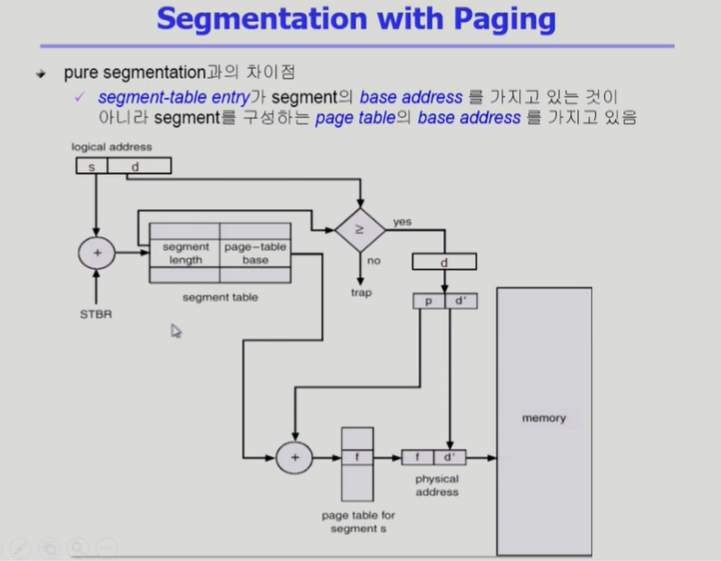 Segmentation with Paging
pure segmentation과의 차이점
segment-table entry가 segment의 base address 를 가지고 있는 것이
아니라 segment를 구성하는 page table의 base address 를 가지고 있음
logical address
s d
≥
yes
no
trap
+
segment length
page-table base
segment table
STBR
d
p d'
memory
+
f
f d'
physical
address
page table for
segment s